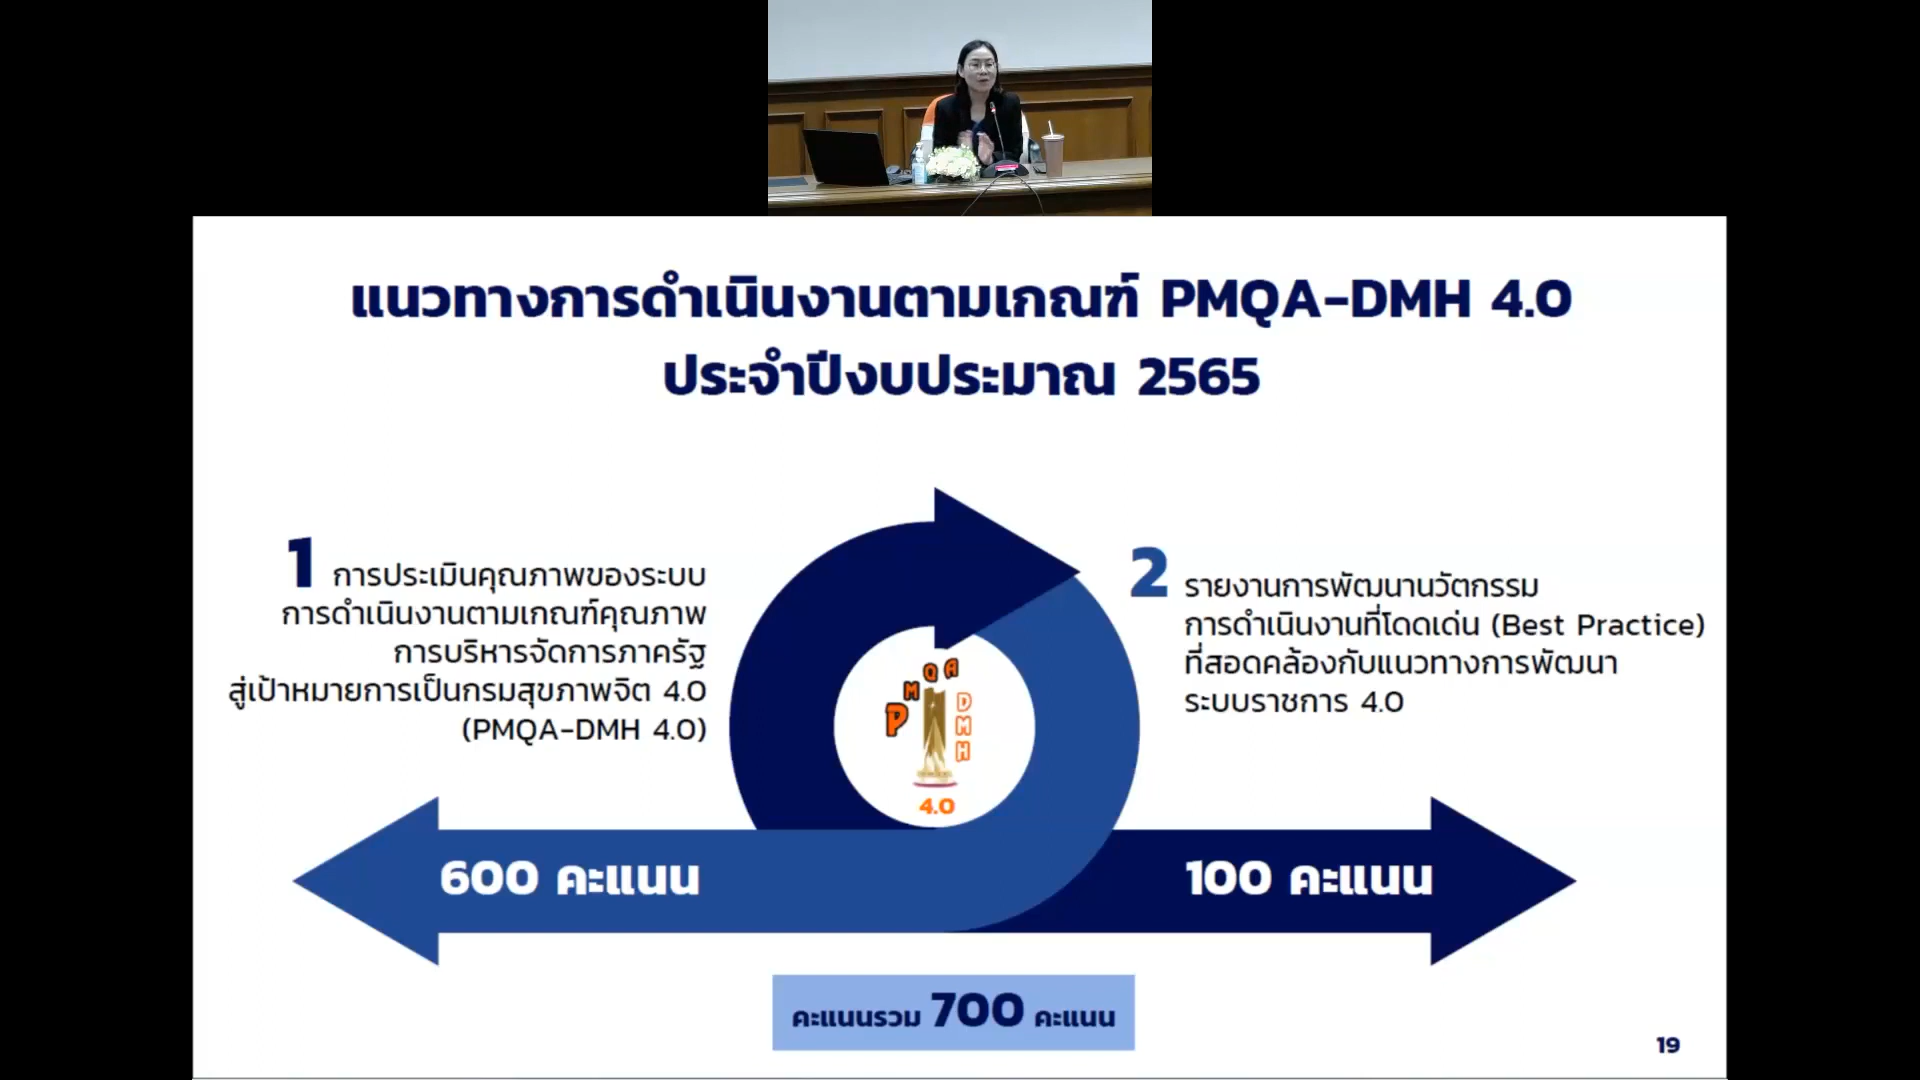 แนวทางการดำเนินงานตามเกณฑ์ PMQA-DMH 4.0
ประจำปีงบประมาณ 2565
1 การประเมินคุณภาพของระบบ
การดำเนินงานตามเกณฑ์คุณภาพ
การบริหารจัดการภาครัฐ
สู่เป้าหมายการเป็นกรมสุขภาพจิต 4.0
(PMQA-DMH 4.0)
2 รายงานการพัฒนานวัตกรรม
การดำเนินงานที่โดดเด่น (Best Practice)
ที่สอดคล้องกับแนวทางการพัฒนา
ระบบราชการ 4.0
PMQA
DMH
4.0
600 คะแนน
100 คะแนน
คะแนนรวม 700 คะแนน
19